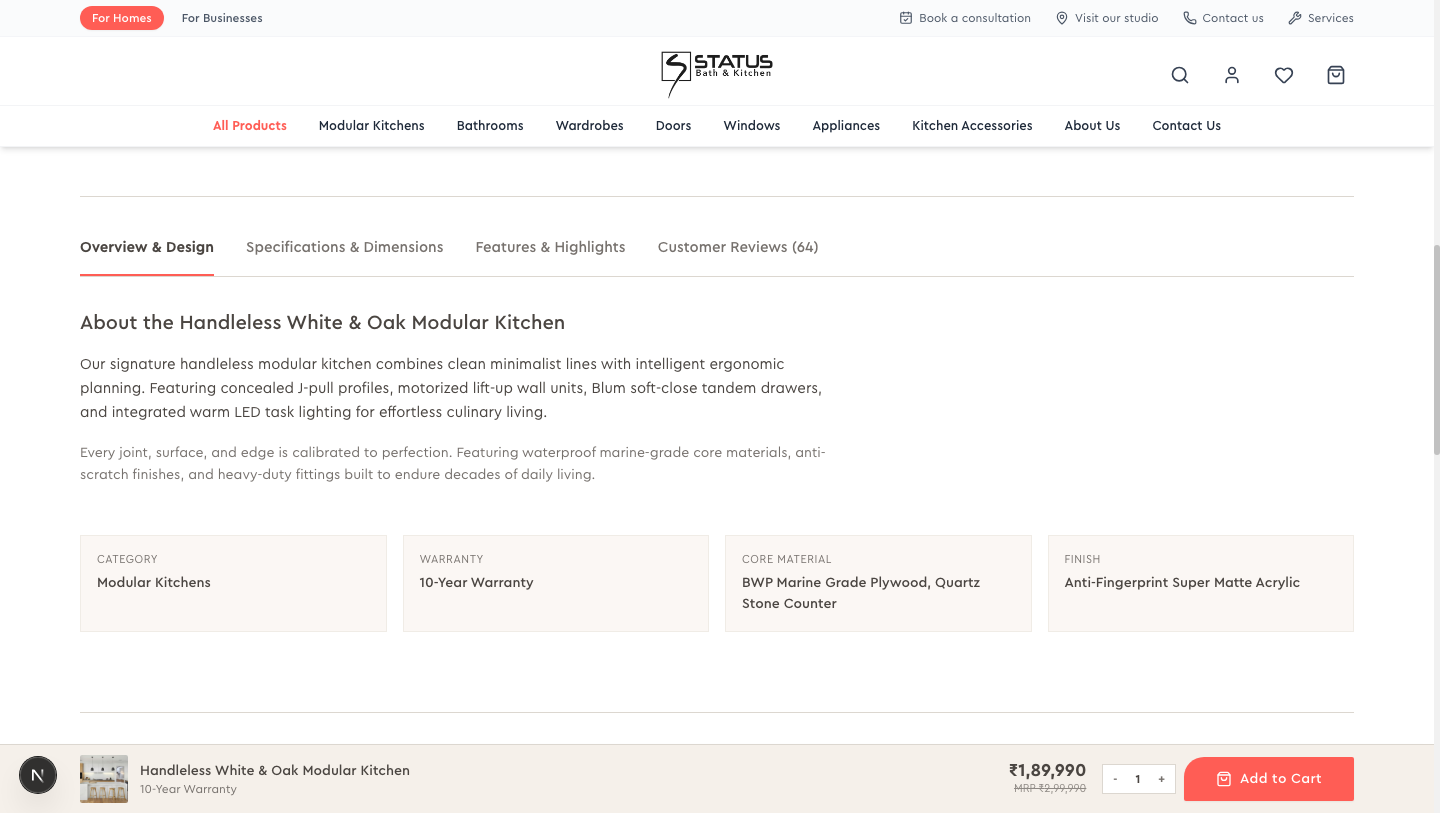 For Homes
For Businesses
Book a consultation
Visit our studio
Contact us
Services
STATUS
Bath & Kitchen
All Products
Modular Kitchens
Bathrooms
Wardrobes
Doors
Windows
Appliances
Kitchen Accessories
About Us
Contact Us
Overview & Design
Specifications & Dimensions
Features & Highlights
Customer Reviews (64)
About the Handleless White & Oak Modular Kitchen
Our signature handleless modular kitchen combines clean minimalist lines with intelligent ergonomic
planning. Featuring concealed J-pull profiles, motorized lift-up wall units, Blum soft-close tandem drawers,
and integrated warm LED task lighting for effortless culinary living.
Every joint, surface, and edge is calibrated to perfection. Featuring waterproof marine-grade core materials, anti-
scratch finishes, and heavy-duty fittings built to endure decades of daily living.
CATEGORY
Modular Kitchens
WARRANTY
10-Year Warranty
CORE MATERIAL
BWP Marine Grade Plywood, Quartz
Stone Counter
FINISH
Anti-Fingerprint Super Matte Acrylic
N
Handleless White & Oak Modular Kitchen
10-Year Warranty
₹1,89,990
MRP ₹2,99,990
- 1 +
Add to Cart